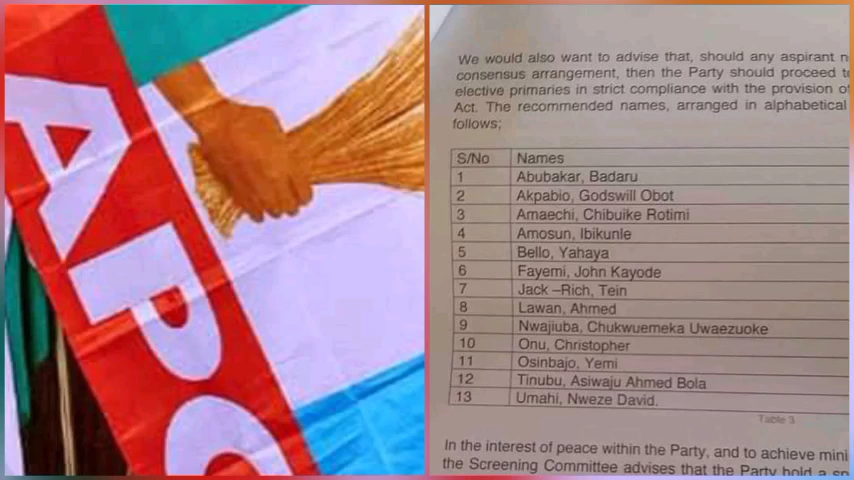 APC
We would also want to advise that, should any aspirant
consensus arrangement, then the Party should proceed
elective primaries in strict compliance with the provision of
Act. The recommended names, arranged in alphabetical
follows;
S/No Names
1 Abubakar, Badaru
2 Akpabio, Godswill Obot
3 Amaechi, Chibuike Rotimi
4 Amosun, Ibikunle
5 Bello, Yahaya
6 Fayemi, John Kayode
7 Jack –Rich, Tein
8 Lawan, Ahmed
9 Nwajiuba, Chukwuemeka Uwaezuoke
10 Onu, Christopher
11 Osinbajo, Yemi
12 Tinubu, Asiwaju Ahmed Bola
13 Umahi, Nweze David.
Table 3
In the interest of peace within the Party, and to achieve
the Screening Committee advises that the Party hold a